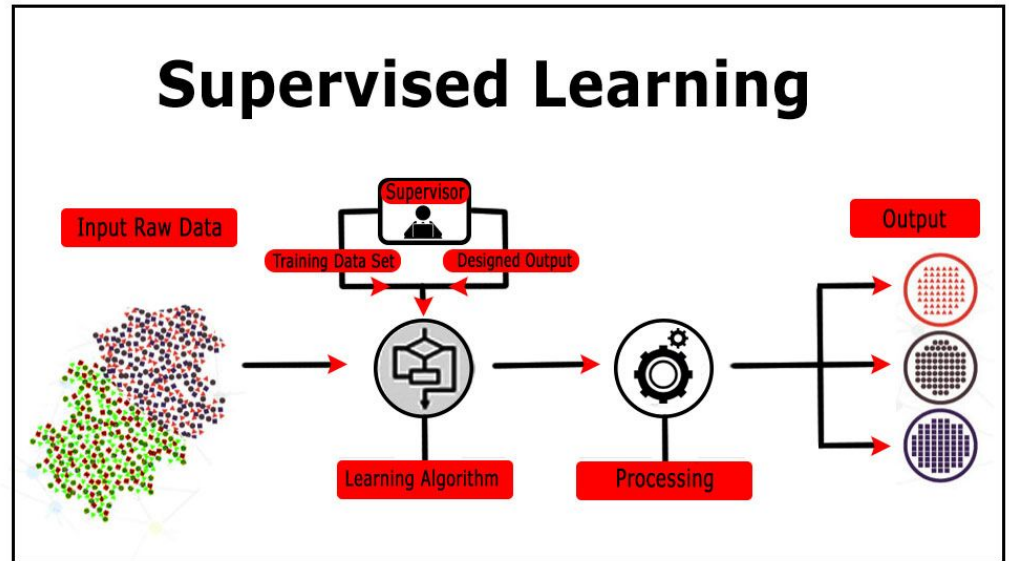 Supervised Learning
Supervisor
Input Raw Data
Output
Training Data Set
Designed Output
Learning Algorithm
Processing